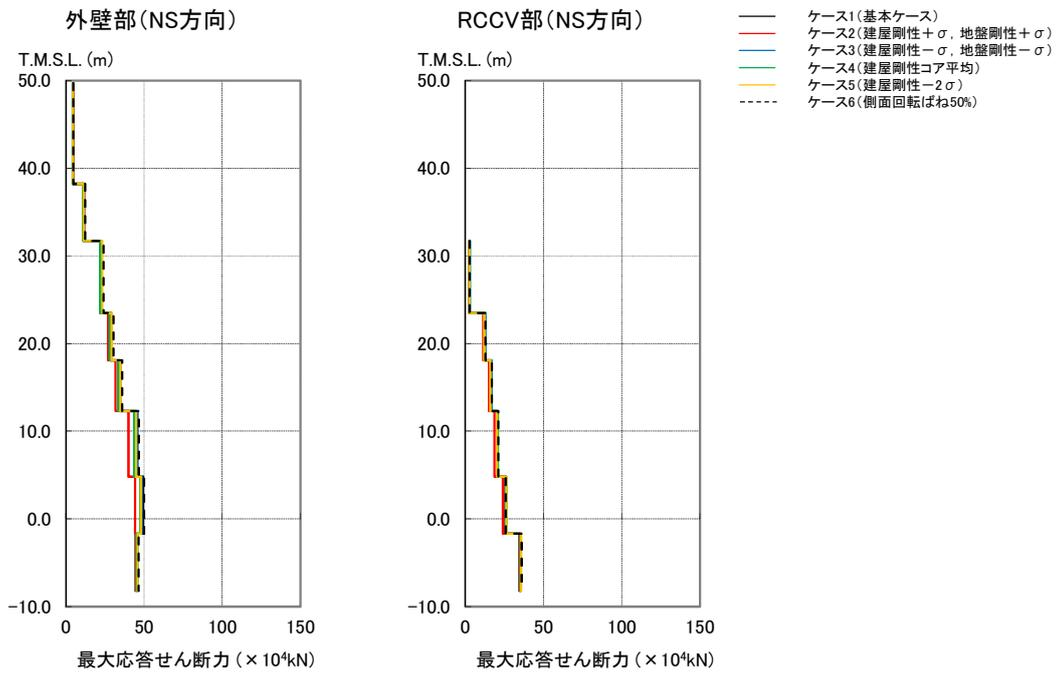 外壁部(NS方向)
T.M.S.L. (m)
50.0
40.0
30.0
20.0
10.0
0.0
−10.0
0 50 100 150
最大応答せん断力 (×10⁴kN)
RCCV部(NS方向)
T.M.S.L. (m)
50.0
40.0
30.0
20.0
10.0
0.0
−10.0
0 50 100 150
最大応答せん断力 (×10⁴kN)
ケース1(基本ケース)
ケース2(建屋剛性+σ, 地盤剛性+σ)
ケース3(建屋剛性−σ, 地盤剛性−σ)
ケース4(建屋剛性コア平均)
ケース5(建屋剛性−2σ)
ケース6(側面回転ばね50%)